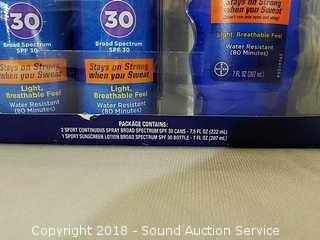 30
Broad Spectrum
SPF 30
Stays on Strong
when you Sweat
Light,
Breathable Feel
Water Resistant
(80 Minutes)
30
Broad Spectrum
SPF 30
Stays on Strong
when you Sweat
Light,
Breathable Feel
Water Resistant
(80 Minutes)
Stays on Strong
when you Sweat
Light, Breathable Feel
Water Resistant
(80 Minutes)
7 FL OZ (207 mL)
PACKAGE CONTAINS:
2 SPORT CONTINUOUS SPRAY BROAD SPECTRUM SPF 30 CANS - 7.5 FL OZ (222 mL)
1 SPORT SUNSCREEN LOTION BROAD SPECTRUM SPF 30 BOTTLE - 7 FL OZ (207 mL)
Copyright 2018 - Sound Auction Service